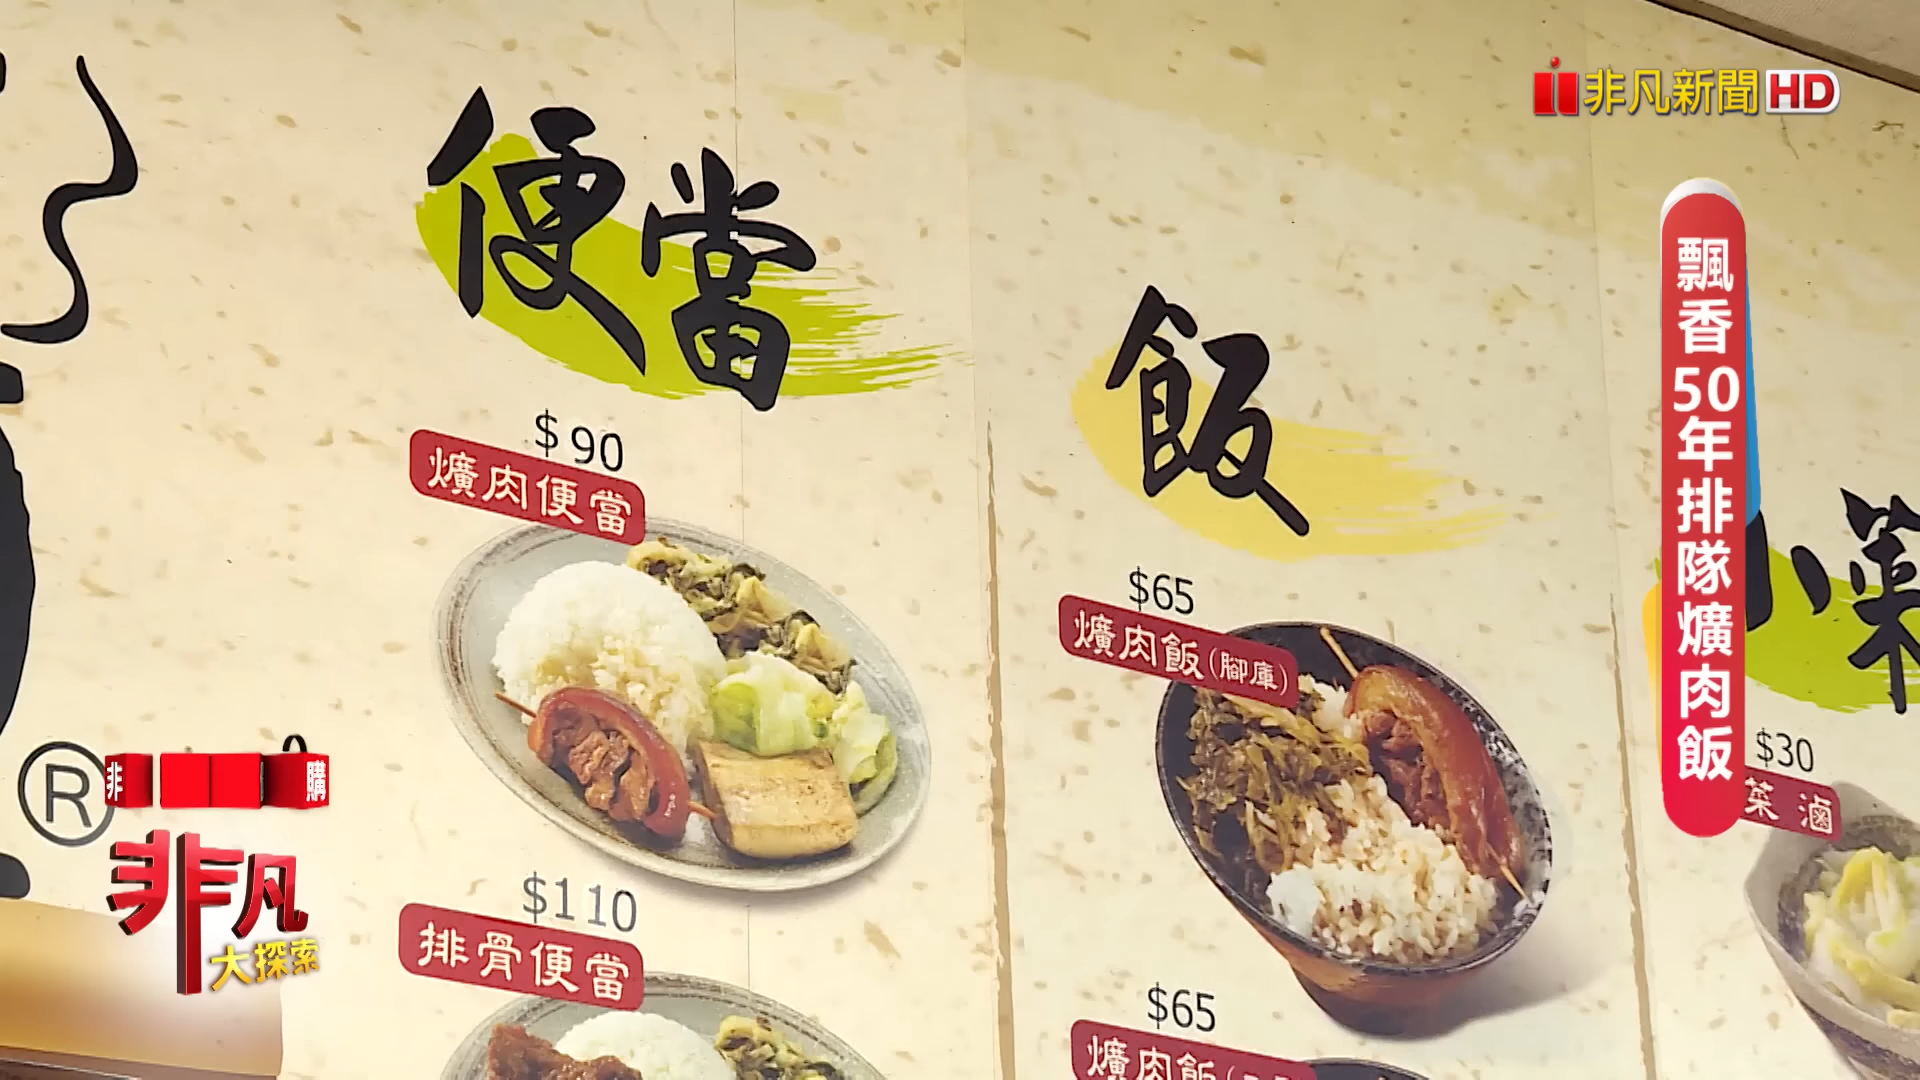 非凡新聞HD
飄香50年排隊爌肉飯
便當
$90
爌肉便當
$110
排骨便當
飯
$65
爌肉飯(腳庫)
$65
爌肉飯
小菜
$30
菜滷
®
非 購
非凡
大探索